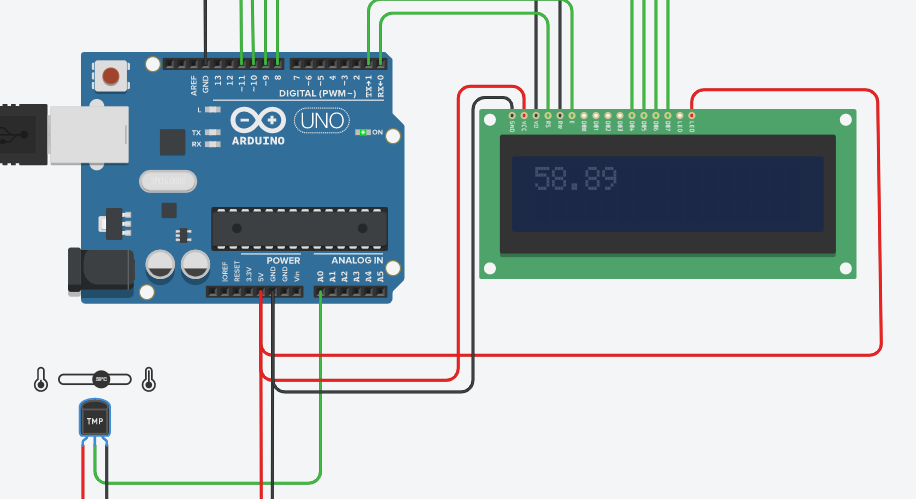 AREF
GND
13
12
~11
~10
~9
8
7
~6
~5
4
~3
2
TX→1
RX←0
DIGITAL (PWM~)
L
TX
RX
ARDUINO
UNO
ON
POWER
ANALOG IN
IOREF
RESET
3.3V
5V
GND
GND
Vin
A0
A1
A2
A3
A4
A5
GND
VCC
VO
RS
RW
E
DB0
DB1
DB2
DB3
DB4
DB5
DB6
DB7
LED
LED
58.89
TMP